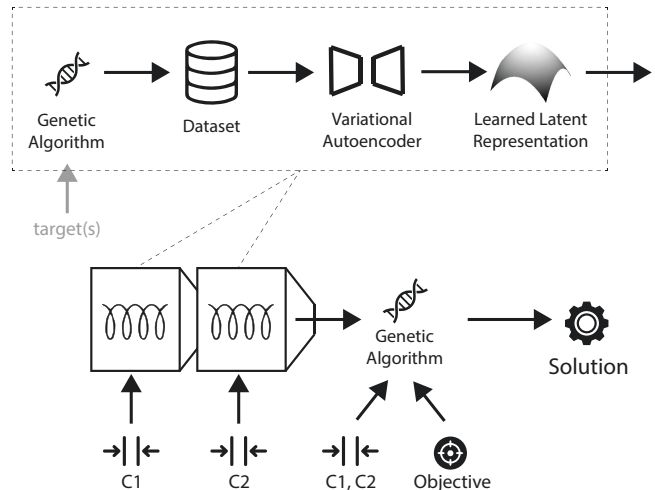 Genetic
Algorithm
Dataset
Variational
Autoencoder
Learned Latent
Representation
target(s)
Genetic
Algorithm
Solution
C1
C2
C1, C2
Objective